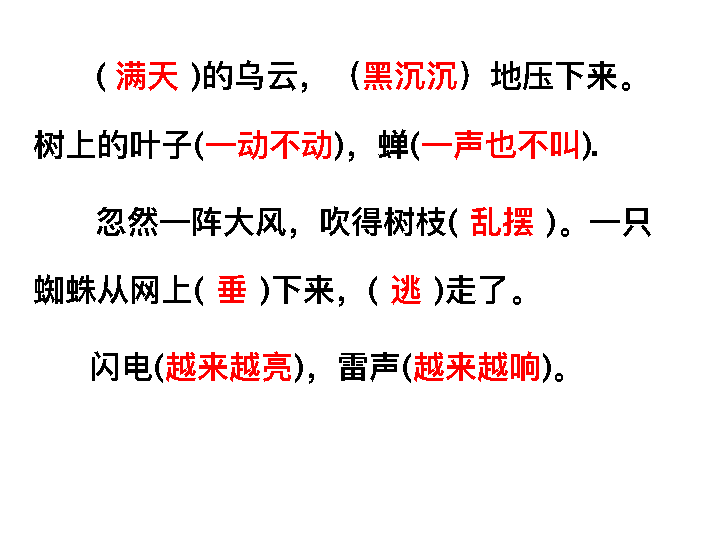 ( 满天 )的乌云，（黑沉沉）地压下来。
树上的叶子(一动不动)，蝉(一声也不叫).
忽然一阵大风，吹得树枝( 乱摆 )。一只
蜘蛛从网上( 垂 )下来，( 逃 )走了。
闪电(越来越亮)，雷声(越来越响)。